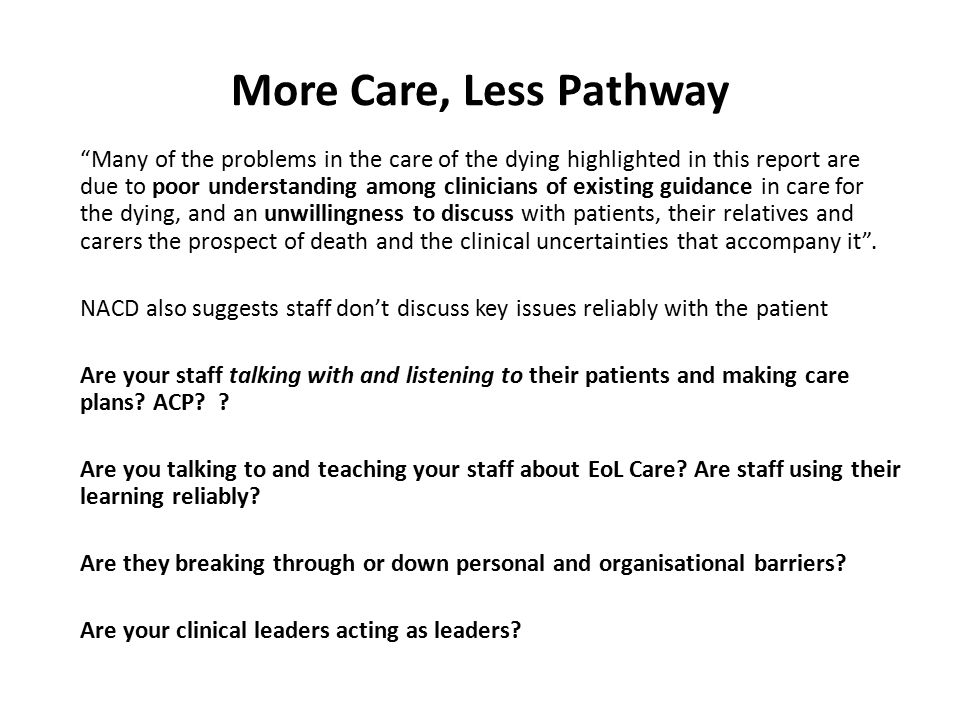 More Care, Less Pathway
“Many of the problems in the care of the dying highlighted in this report are
due to poor understanding among clinicians of existing guidance in care for
the dying, and an unwillingness to discuss with patients, their relatives and
carers the prospect of death and the clinical uncertainties that accompany it”.
NACD also suggests staff don’t discuss key issues reliably with the patient
Are your staff talking with and listening to their patients and making care
plans? ACP?  ?
Are you talking to and teaching your staff about EoL Care? Are staff using their
learning reliably?
Are they breaking through or down personal and organisational barriers?
Are your clinical leaders acting as leaders?